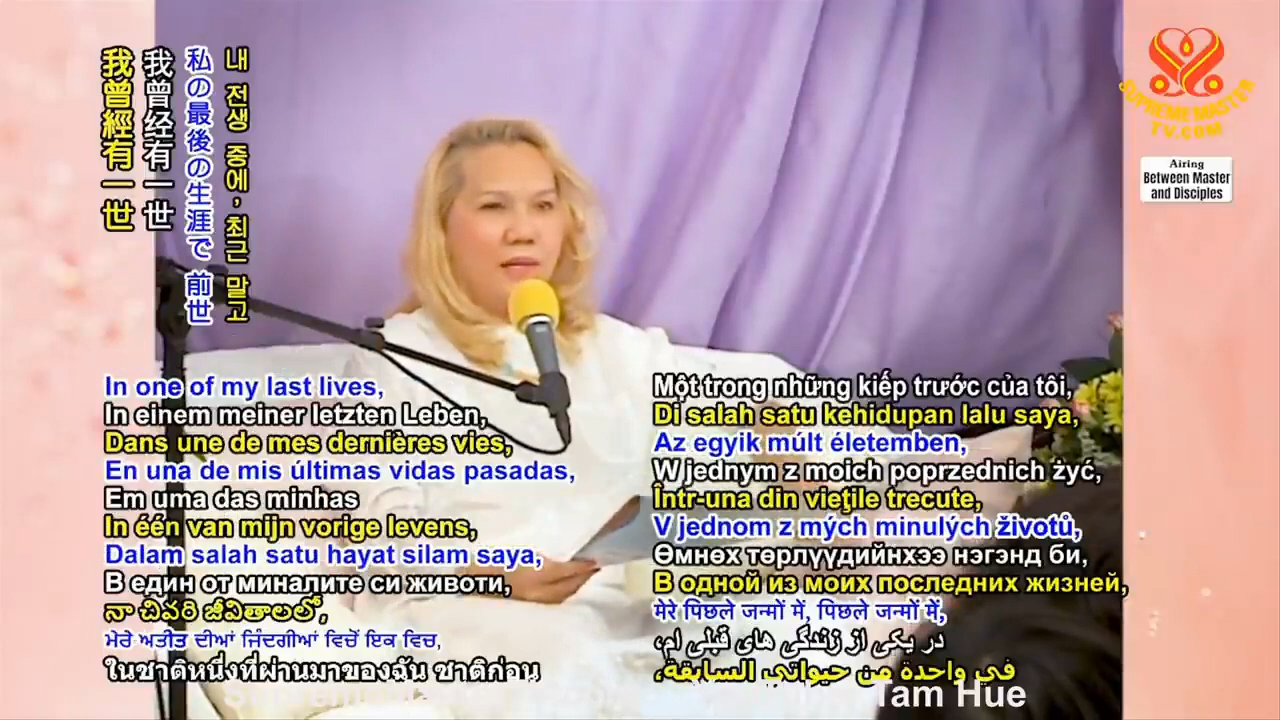 我曾經有一世
我曾经有一世
私の最後の生涯で 前世
내 전생 중에, 최근 말고
SUPREME MASTER
TV.COM
Airing
Between Master
and Disciples
In one of my last lives,
In einem meiner letzten Leben,
Dans une de mes dernières vies,
En una de mis últimas vidas pasadas,
Em uma das minhas
In één van mijn vorige levens,
Dalam salah satu hayat silam saya,
В един от миналите си животи,
నా చివరి జీవితాలలో,
ਮੇਰੇ ਅਤੀਤ ਦੀਆਂ ਜ਼ਿੰਦਗੀਆਂ ਵਿਚੋਂ ਇਕ ਵਿਚ,
ในชาติหนึ่งที่ผ่านมาของฉัน ชาติก่อน
Một trong những kiếp trước của tôi,
Di salah satu kehidupan lalu saya,
Az egyik múlt életemben,
W jednym z moich poprzednich żyć,
Într-una din vieţile trecute,
V jednom z mých minulých životů,
Өмнөх төрлүүдийнхээ нэгэнд би,
В одной из моих последних жизней,
मेरे पिछले जन्मों में, पिछले जन्मों में,
در یکی از زندگی های قبلی ام،
في واحدة من حيواتي السابقة،
Tam Hue